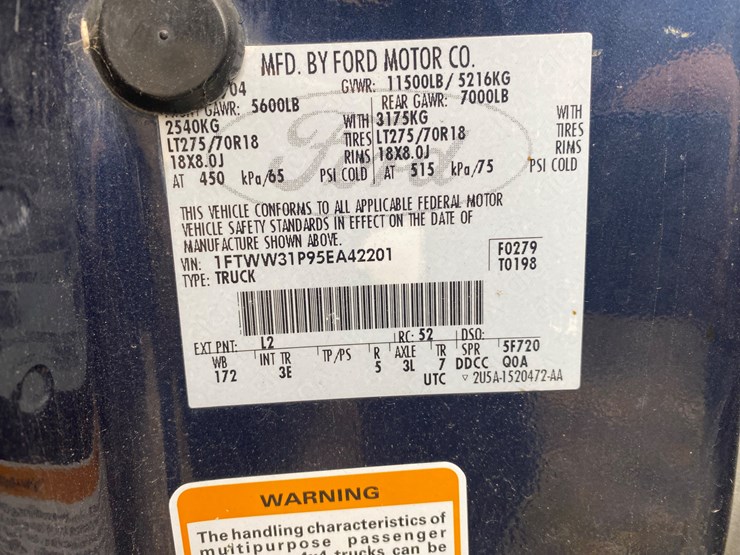 MFD. BY FORD MOTOR CO.
/04 GVWR: 11500LB / 5216KG
GAWR: 5600LB REAR GAWR: 7000LB
2540KG WITH 3175KG WITH
LT275/70R18 TIRES LT275/70R18 TIRES
18X8.0J RIMS 18X8.0J RIMS
AT 450 kPa/65 PSI COLD AT 515 kPa/75 PSI COLD
Ford
THIS VEHICLE CONFORMS TO ALL APPLICABLE FEDERAL MOTOR
VEHICLE SAFETY STANDARDS IN EFFECT ON THE DATE OF
MANUFACTURE SHOWN ABOVE.
VIN: 1FTWW31P95EA42201 F0279
TYPE: TRUCK T0198
EXT PNT: L2 RC: 52 DSO:
WB INT TR TP/PS R AXLE TR SPR 5F720
172 3E 5 3L 7 DDCC Q0A
UTC ▽ 2U5A-1520472-AA
WARNING
The handling characteristics of
multipurpose passenger
trucks can be